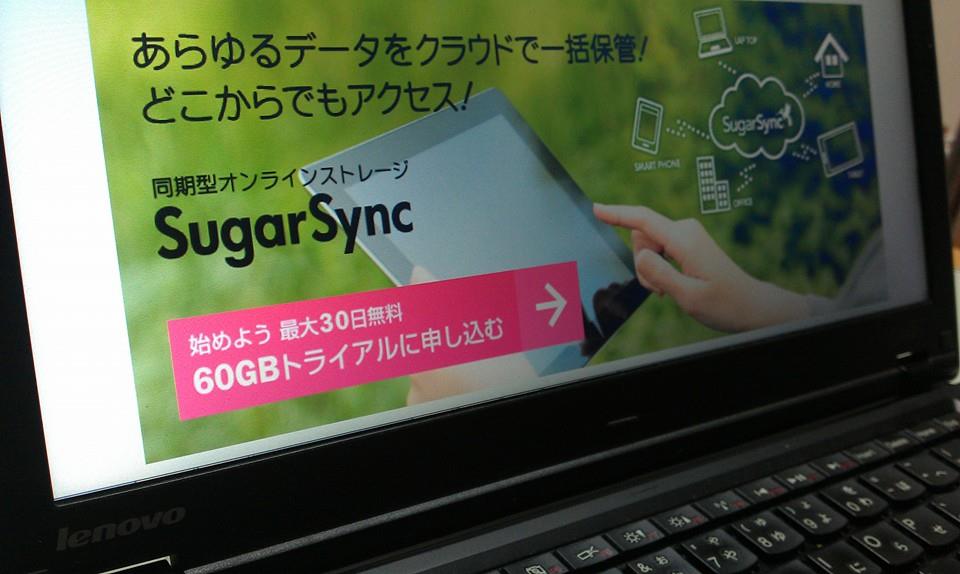 あらゆるデータをクラウドで一括保管!
どこからでもアクセス!
同期型オンラインストレージ
SugarSync
始めよう 最大30日無料
60GBトライアルに申し込む
LAP TOP
HOME
SugarSync
SMART PHONE
TABLET
OFFICE
lenovo